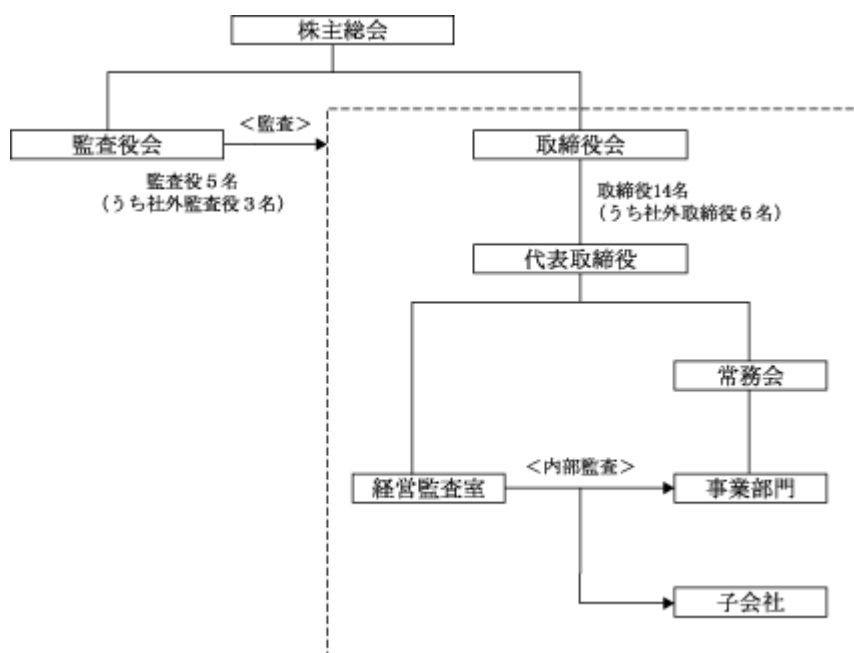 株主総会
<監査>
監査役会
取締役会
監査役5名
(うち社外監査役3名)
取締役14名
(うち社外取締役6名)
代表取締役
常務会
<内部監査>
経営監査室
事業部門
子会社